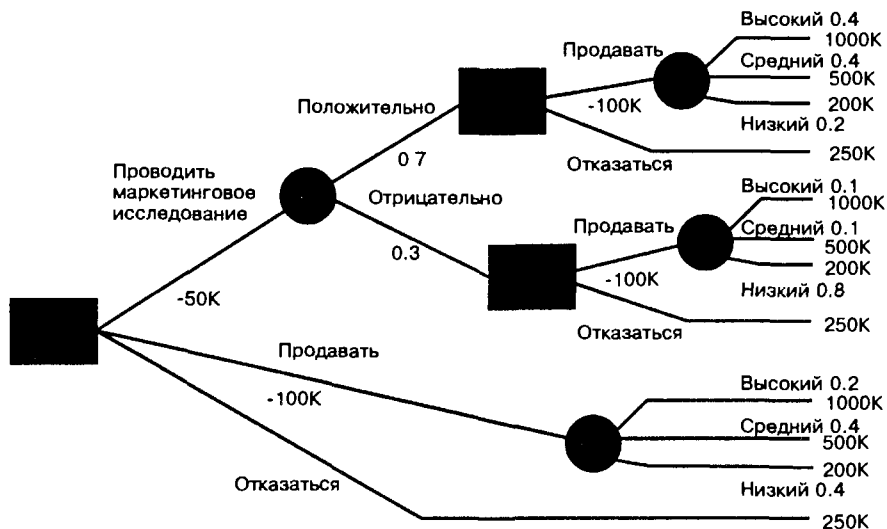 Высокий 0.4
1000K
Продавать
Средний 0.4
500K
-100K
200K
Положительно
Низкий 0.2
250K
Отказаться
0 7
Проводить
маркетинговое
исследование
Отрицательно
Высокий 0.1
1000K
Продавать
Средний 0.1
500K
0.3
-100K
200K
Низкий 0.8
-50K
Отказаться
250K
Продавать
-100K
Высокий 0.2
1000K
Средний 0.4
500K
200K
Отказаться
Низкий 0.4
250K